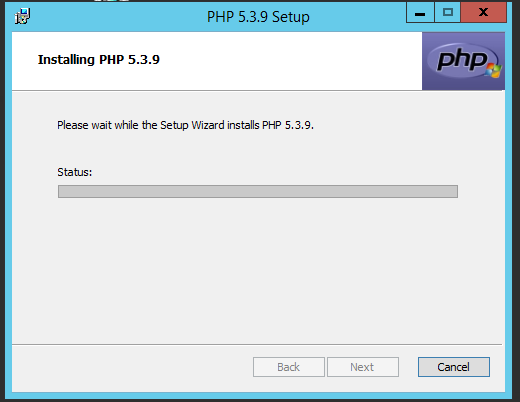 PHP 5.3.9 Setup
Installing PHP 5.3.9
php
Please wait while the Setup Wizard installs PHP 5.3.9.
Status:
Back Next Cancel